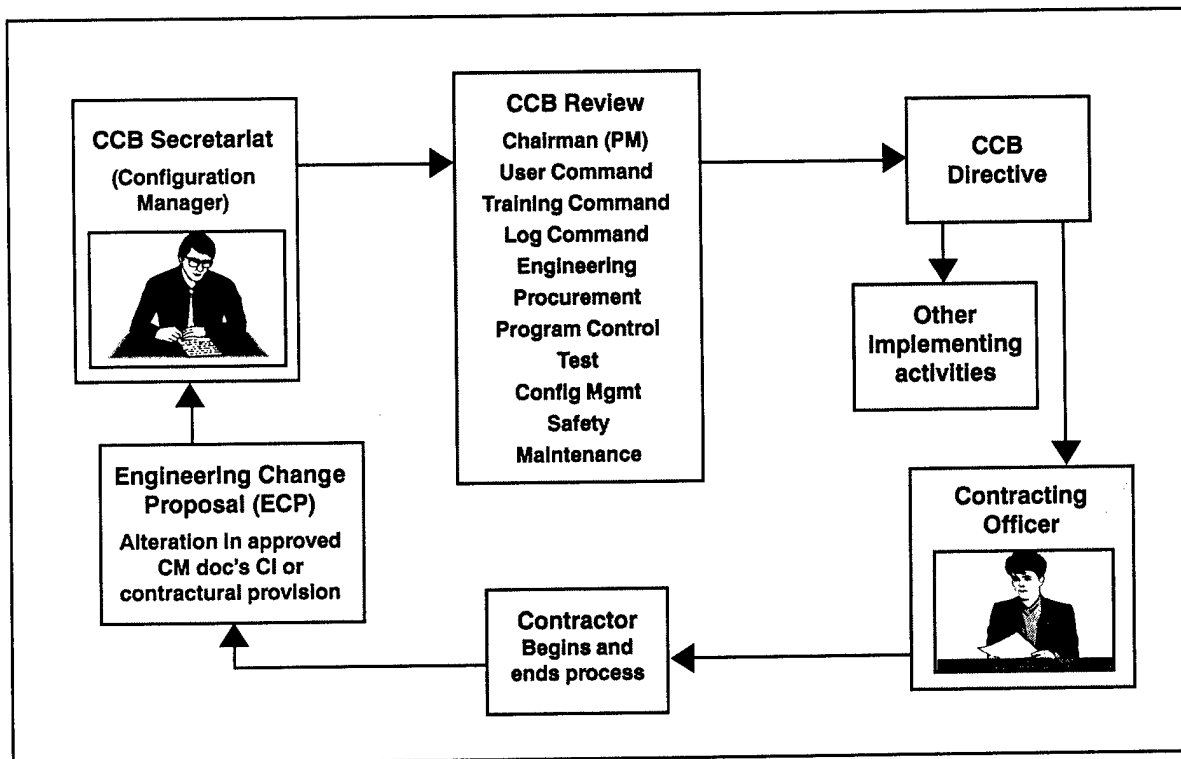 CCB Secretariat
(Configuration
Manager)
CCB Review
Chairman (PM)
User Command
Training Command
Log Command
Engineering
Procurement
Program Control
Test
Config Mgmt
Safety
Maintenance
CCB
Directive
Other
implementing
activities
Contracting
Officer
Contractor
Begins and
ends process
Engineering Change
Proposal (ECP)
Alteration in approved
CM doc's CI or
contractural provision